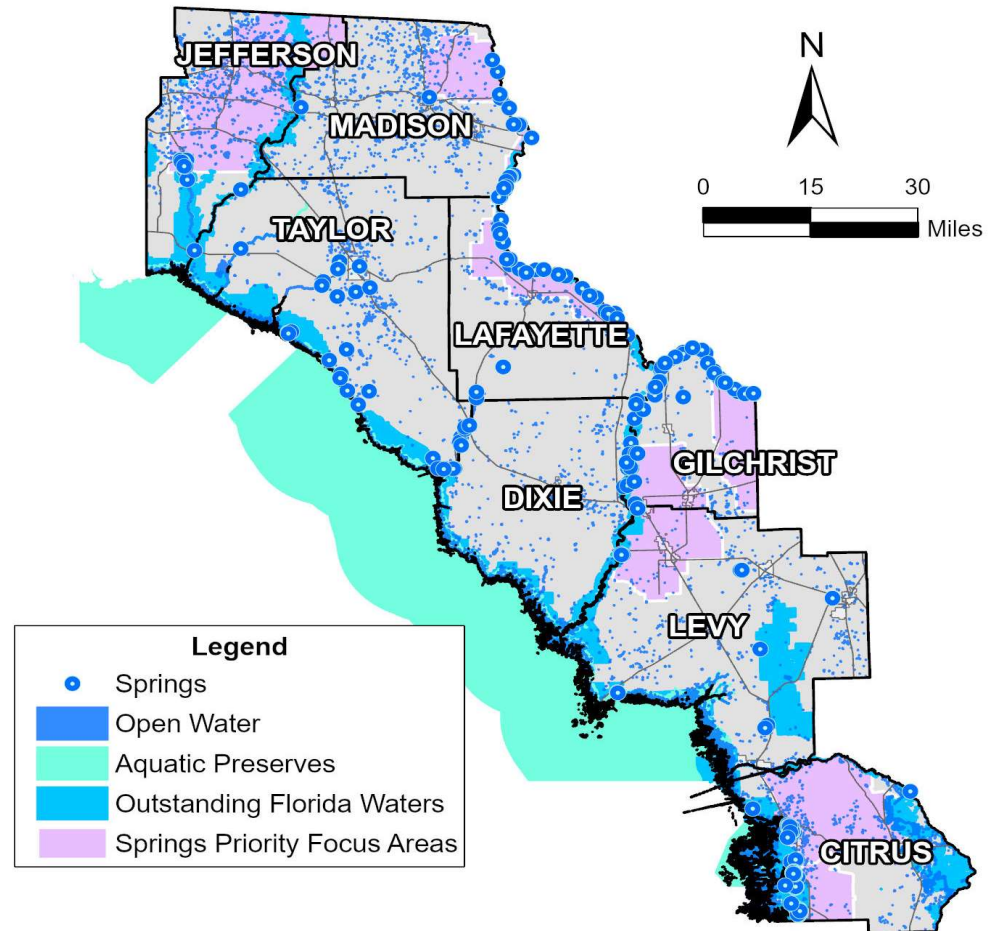 JEFFERSON
MADISON
TAYLOR
LAFAYETTE
GILCHRIST
DIXIE
LEVY
CITRUS
N
0 15 30
Miles
Legend
Springs
Open Water
Aquatic Preserves
Outstanding Florida Waters
Springs Priority Focus Areas